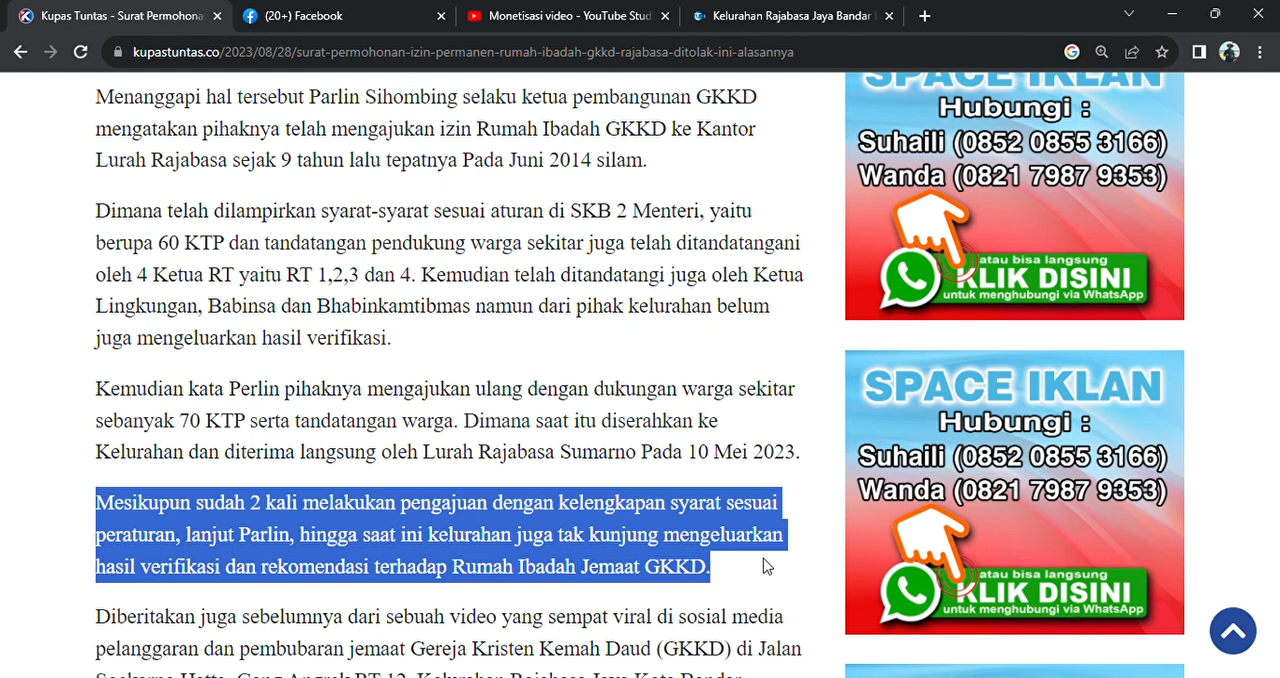 Kupas Tuntas - Surat Permohona
(20+) Facebook
Monetisasi video - YouTube Stud
Kelurahan Rajabasa Jaya Bandar
kupastuntas.co/2023/08/28/surat-permohonan-izin-permanen-rumah-ibadah-gkkd-rajabasa-ditolak-ini-alasannya
Menanggapi hal tersebut Parlin Sihombing selaku ketua pembangunan GKKD
mengatakan pihaknya telah mengajukan izin Rumah Ibadah GKKD ke Kantor
Lurah Rajabasa sejak 9 tahun lalu tepatnya Pada Juni 2014 silam.
Dimana telah dilampirkan syarat-syarat sesuai aturan di SKB 2 Menteri, yaitu
berupa 60 KTP dan tandatangan pendukung warga sekitar juga telah ditandatangani
oleh 4 Ketua RT yaitu RT 1,2,3 dan 4. Kemudian telah ditandatangi juga oleh Ketua
Lingkungan, Babinsa dan Bhabinkamtibmas namun dari pihak kelurahan belum
juga mengeluarkan hasil verifikasi.
Kemudian kata Perlin pihaknya mengajukan ulang dengan dukungan warga sekitar
sebanyak 70 KTP serta tandatangan warga. Dimana saat itu diserahkan ke
Kelurahan dan diterima langsung oleh Lurah Rajabasa Sumarno Pada 10 Mei 2023.
Mesikupun sudah 2 kali melakukan pengajuan dengan kelengkapan syarat sesuai
peraturan, lanjut Parlin, hingga saat ini kelurahan juga tak kunjung mengeluarkan
hasil verifikasi dan rekomendasi terhadap Rumah Ibadah Jemaat GKKD.
Diberitakan juga sebelumnya dari sebuah video yang sempat viral di sosial media
pelanggaran dan pembubaran jemaat Gereja Kristen Kemah Daud (GKKD) di Jalan
SPACE IKLAN
Hubungi :
Suhaili (0852 0855 3166)
Wanda (0821 7987 9353)
atau bisa langsung
KLIK DISINI
untuk menghubungi via WhatsApp
SPACE IKLAN
Hubungi :
Suhaili (0852 0855 3166)
Wanda (0821 7987 9353)
atau bisa langsung
KLIK DISINI
untuk menghubungi via WhatsApp